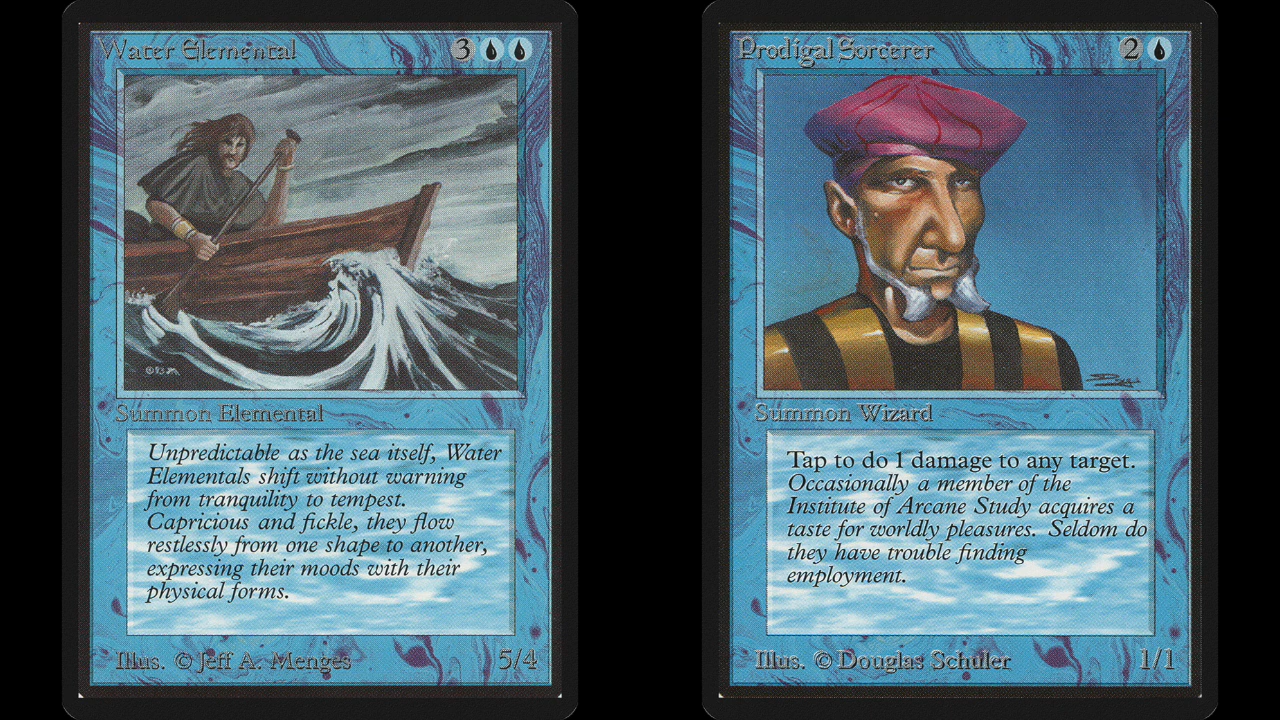 Water Elemental 3
©93 JAM
Summon Elemental
Unpredictable as the sea itself, Water
Elementals shift without warning
from tranquility to tempest.
Capricious and fickle, they flow
restlessly from one shape to another,
expressing their moods with their
physical forms.
Illus. © Jeff A. Menges 5/4
Prodigal Sorcerer 2
Summon Wizard
Tap to do 1 damage to any target.
Occasionally a member of the
Institute of Arcane Study acquires a
taste for worldly pleasures. Seldom do
they have trouble finding
employment.
Illus. © Douglas Schuler 1/1